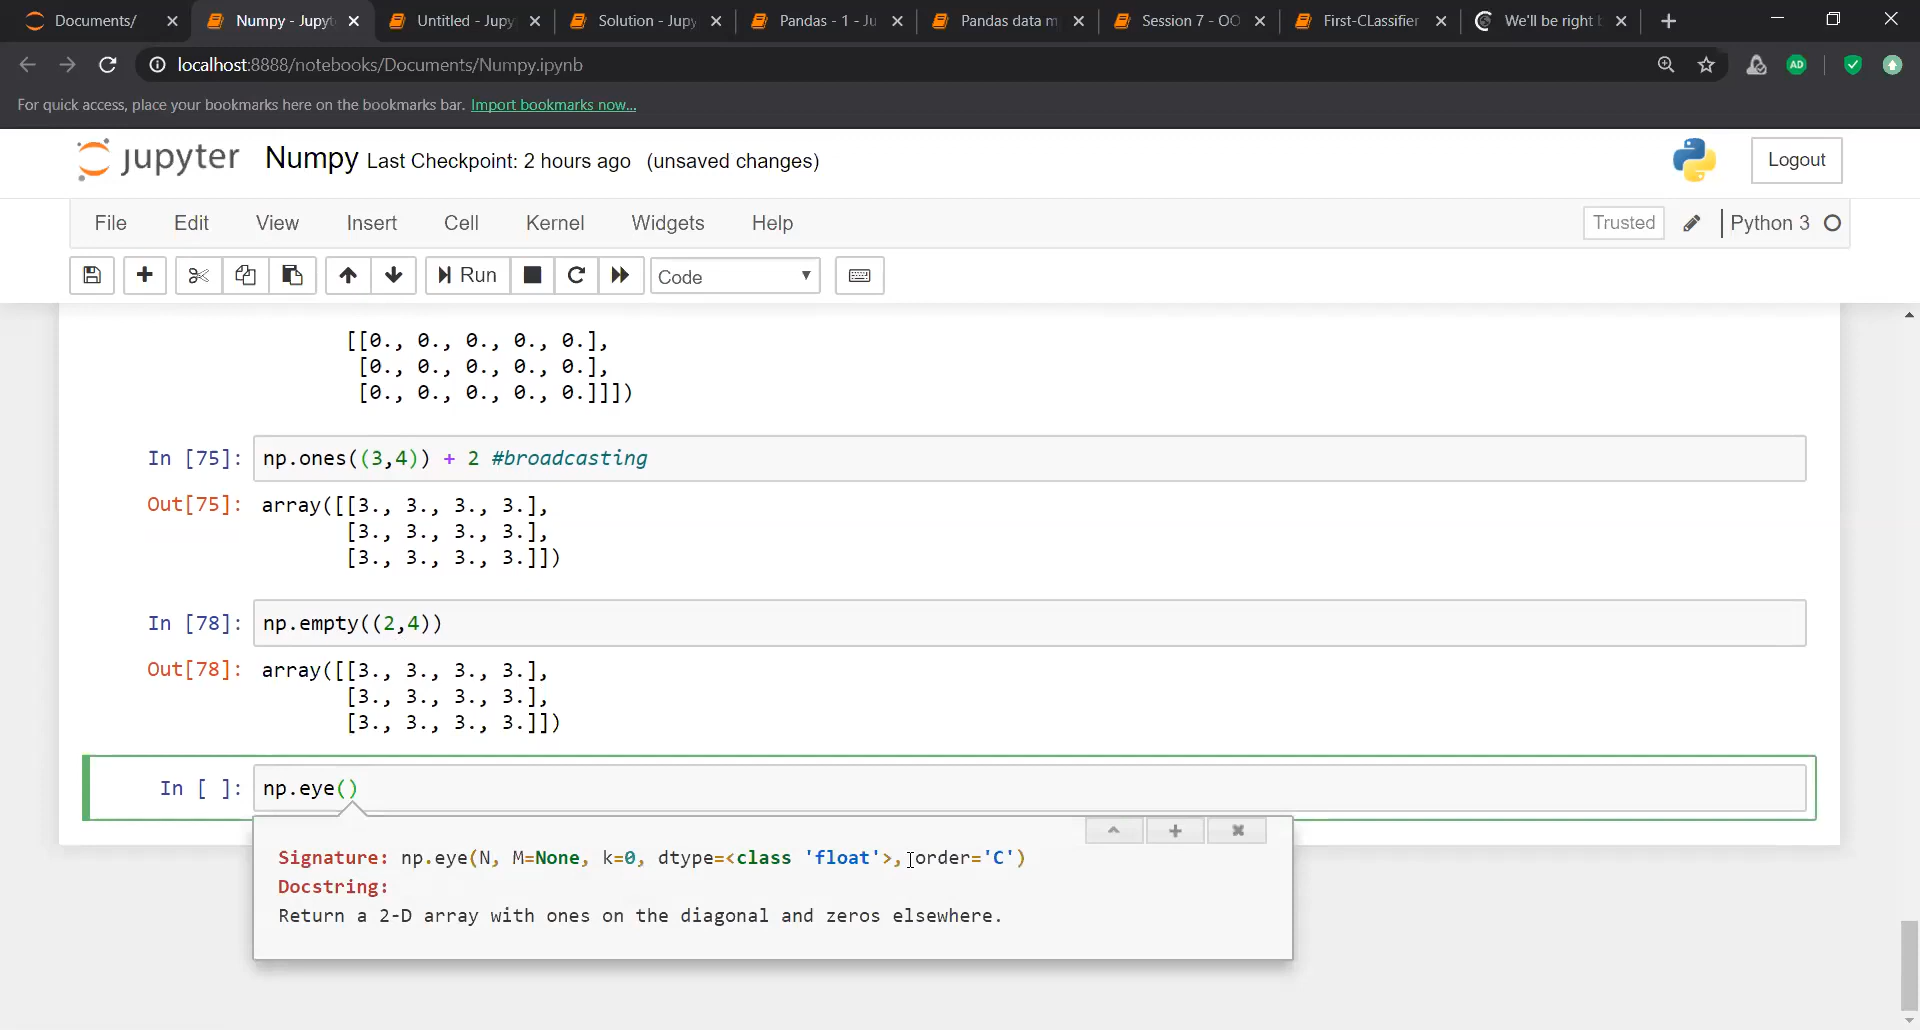 Documents/
Numpy - Jupyt
Untitled - Jupy
Solution - Jupy
Pandas - 1 - Ju
Pandas data m
Session 7 - OO
First-CLassifier
We'll be right b
localhost:8888/notebooks/Documents/Numpy.ipynb
AD
For quick access, place your bookmarks here on the bookmarks bar. Import bookmarks now...
jupyter Numpy Last Checkpoint: 2 hours ago (unsaved changes)
Logout
File Edit View Insert Cell Kernel Widgets Help
Trusted
Python 3
Run
Code
[[0., 0., 0., 0., 0.],
[0., 0., 0., 0., 0.],
[0., 0., 0., 0., 0.]]])
In [75]: np.ones((3,4)) + 2 #broadcasting
Out[75]: array([[3., 3., 3., 3.],
[3., 3., 3., 3.],
[3., 3., 3., 3.]])
In [78]: np.empty((2,4))
Out[78]: array([[3., 3., 3., 3.],
[3., 3., 3., 3.],
[3., 3., 3., 3.]])
In [ ]: np.eye()
Signature: np.eye(N, M=None, k=0, dtype=<class 'float'>, order='C')
Docstring:
Return a 2-D array with ones on the diagonal and zeros elsewhere.